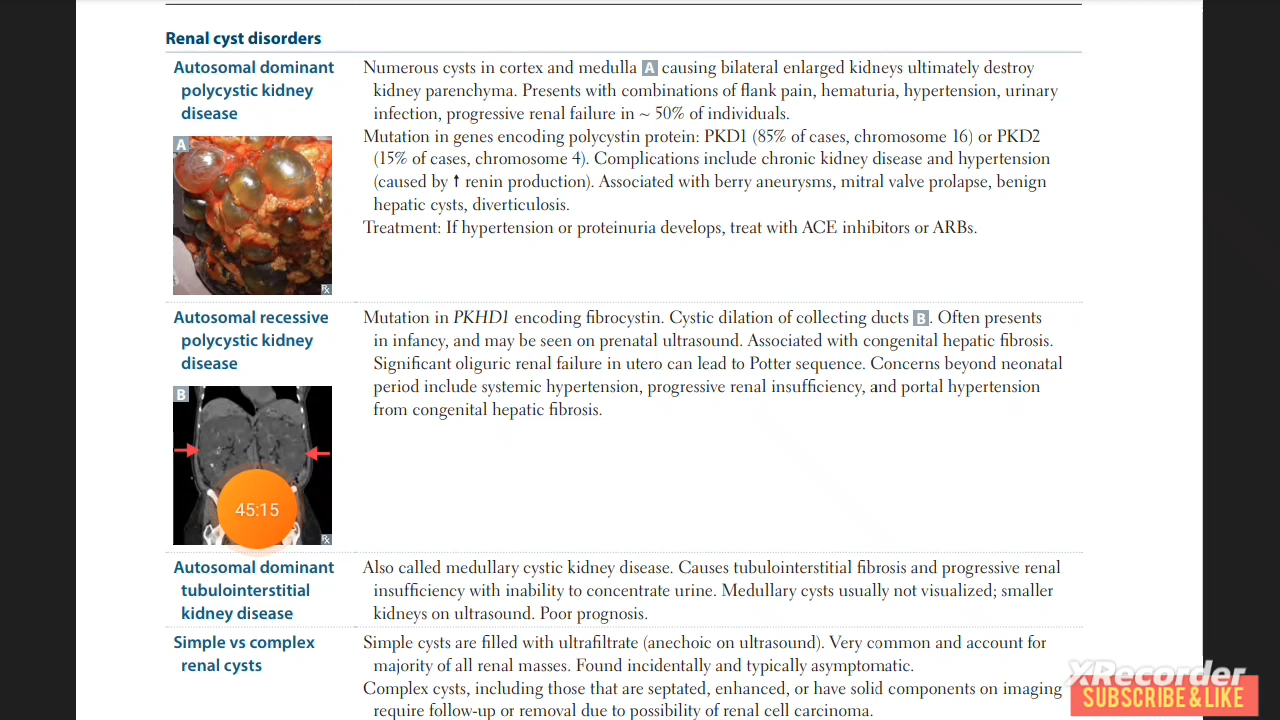 Renal cyst disorders
Autosomal dominant
polycystic kidney
disease
A
℞
Numerous cysts in cortex and medulla A causing bilateral enlarged kidneys ultimately destroy
kidney parenchyma. Presents with combinations of flank pain, hematuria, hypertension, urinary
infection, progressive renal failure in ~ 50% of individuals.
Mutation in genes encoding polycystin protein: PKD1 (85% of cases, chromosome 16) or PKD2
(15% of cases, chromosome 4). Complications include chronic kidney disease and hypertension
(caused by ↑ renin production). Associated with berry aneurysms, mitral valve prolapse, benign
hepatic cysts, diverticulosis.
Treatment: If hypertension or proteinuria develops, treat with ACE inhibitors or ARBs.
Autosomal recessive
polycystic kidney
disease
B
45:15
℞
Mutation in PKHD1 encoding fibrocystin. Cystic dilation of collecting ducts B. Often presents
in infancy, and may be seen on prenatal ultrasound. Associated with congenital hepatic fibrosis.
Significant oliguric renal failure in utero can lead to Potter sequence. Concerns beyond neonatal
period include systemic hypertension, progressive renal insufficiency, and portal hypertension
from congenital hepatic fibrosis.
Autosomal dominant
tubulointerstitial
kidney disease
Also called medullary cystic kidney disease. Causes tubulointerstitial fibrosis and progressive renal
insufficiency with inability to concentrate urine. Medullary cysts usually not visualized; smaller
kidneys on ultrasound. Poor prognosis.
Simple vs complex
renal cysts
Simple cysts are filled with ultrafiltrate (anechoic on ultrasound). Very common and account for
majority of all renal masses. Found incidentally and typically asymptomatic.
Complex cysts, including those that are septated, enhanced, or have solid components on imaging
require follow-up or removal due to possibility of renal cell carcinoma.
XRecorder
SUBSCRIBE & LIKE